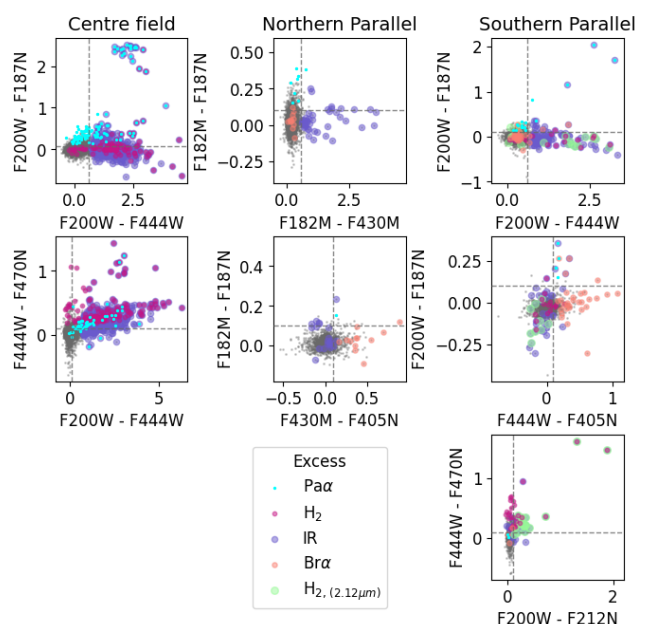 Centre field
Northern Parallel
Southern Parallel
F200W - F187N
2
1
0
0.0
2.5
F200W - F444W
F182M - F187N
0.50
0.25
0.00
−0.25
0.0
2.5
F182M - F430M
F200W - F187N
2
1
0
−1
0.0
2.5
F200W - F444W
F444W - F470N
1
0
0
5
F200W - F444W
F182M - F187N
0.4
0.2
0.0
−0.5
0.0
0.5
F430M - F405N
F200W - F187N
0.25
0.00
−0.25
0
1
F444W - F405N
F444W - F470N
1
0
0
2
F200W - F212N
Excess
Paα
H₂
IR
Brα
H₂, (2.12μm)